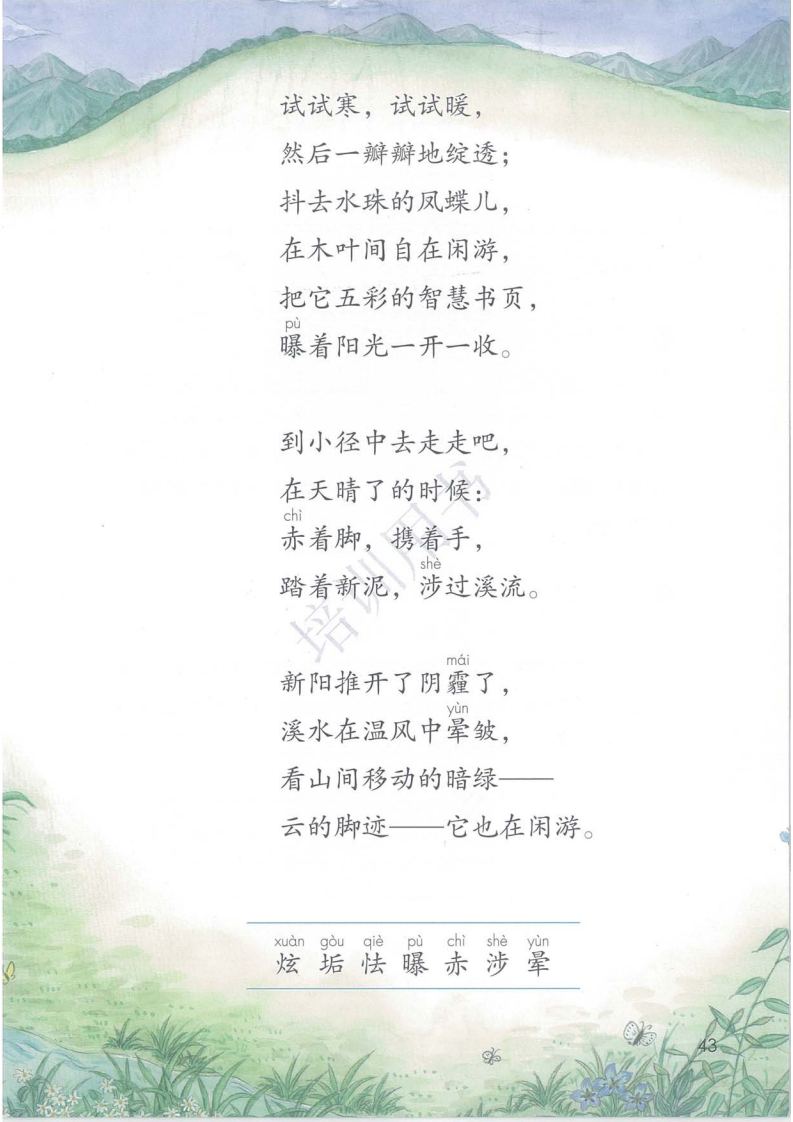 试试寒，试试暖，
然后一瓣瓣地绽透；
抖去水珠的凤蝶儿，
在木叶间自在闲游，
把它五彩的智慧书页，
pù
曝着阳光一开一收。
到小径中去走走吧，
在天晴了的时候：
chì
赤着脚，携着手，
shè
踏着新泥，涉过溪流。
mái
新阳推开了阴霾了，
yùn
溪水在温风中晕皱，
看山间移动的暗绿——
云的脚迹——它也在闲游。
xuàn gòu qiè pù chì shè yùn
炫 垢 怯 曝 赤 涉 晕
43
培训用书